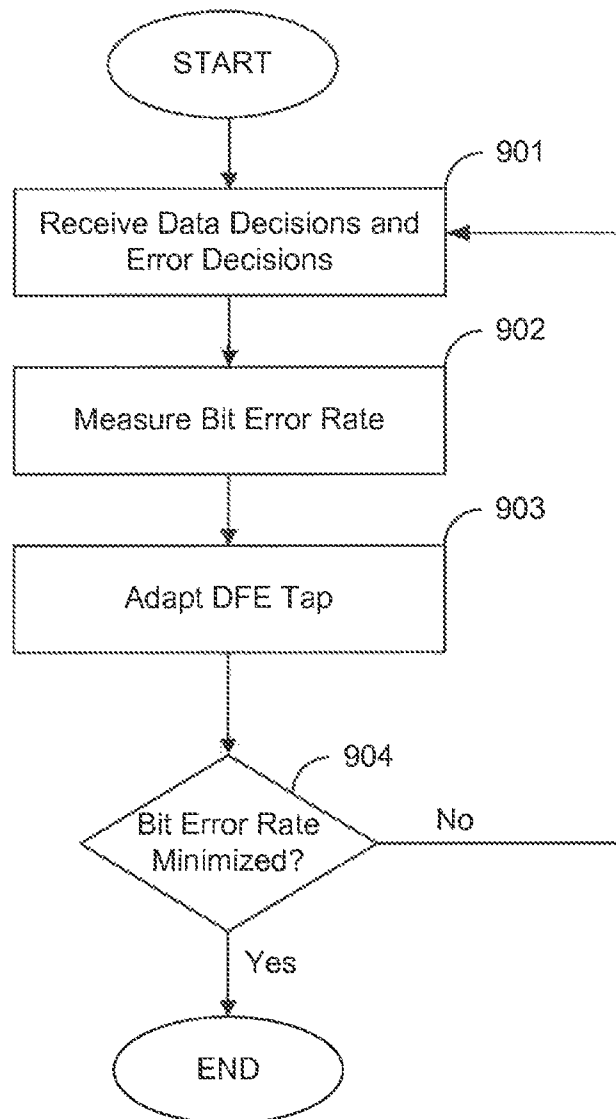 START
901
Receive Data Decisions and
Error Decisions
902
Measure Bit Error Rate
903
Adapt DFE Tap
904
Bit Error Rate
Minimized?
No
Yes
END